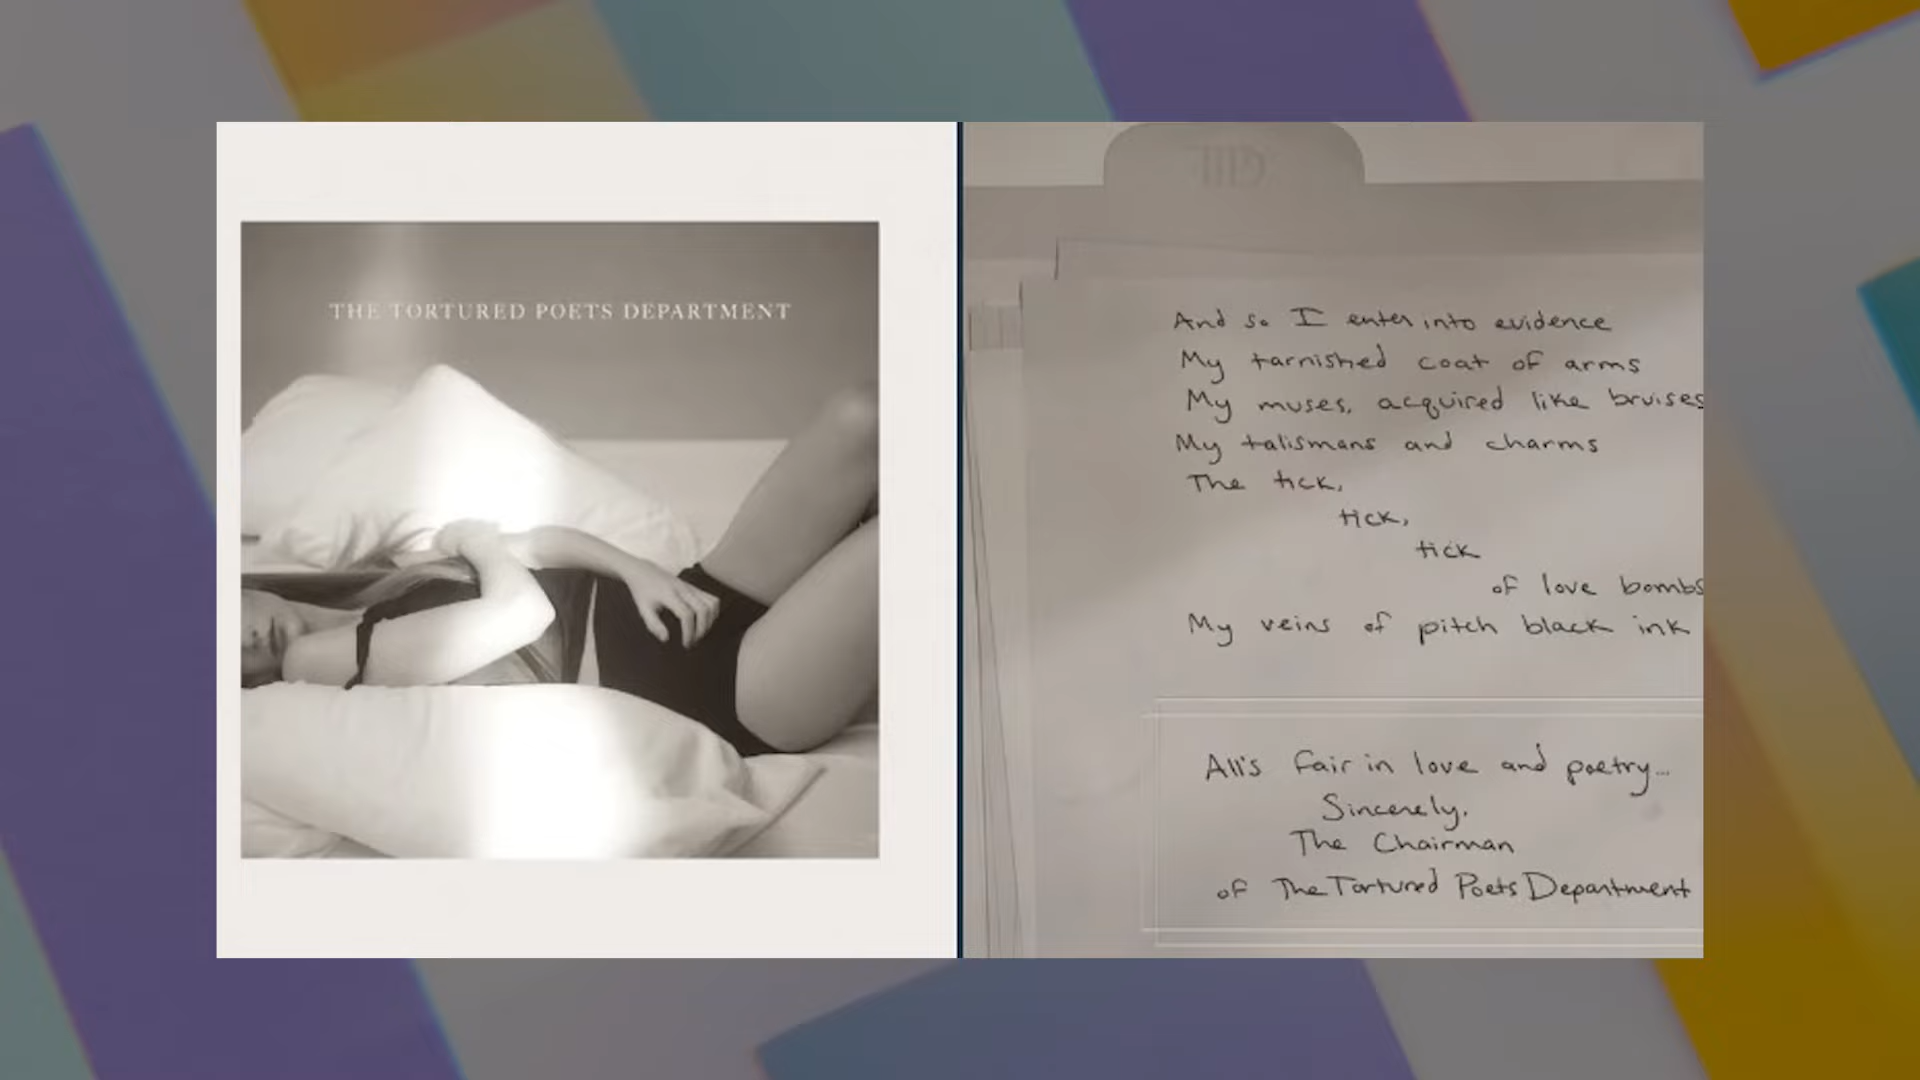 THE TORTURED POETS DEPARTMENT
And so I enter into evidence
My tarnished coat of arms
My muses, acquired like bruises
My talismans and charms
The tick,
tick,
tick
of love bombs
My veins of pitch black ink
All's fair in love and poetry...
Sincerely,
The Chairman
of The Tortured Poets Department